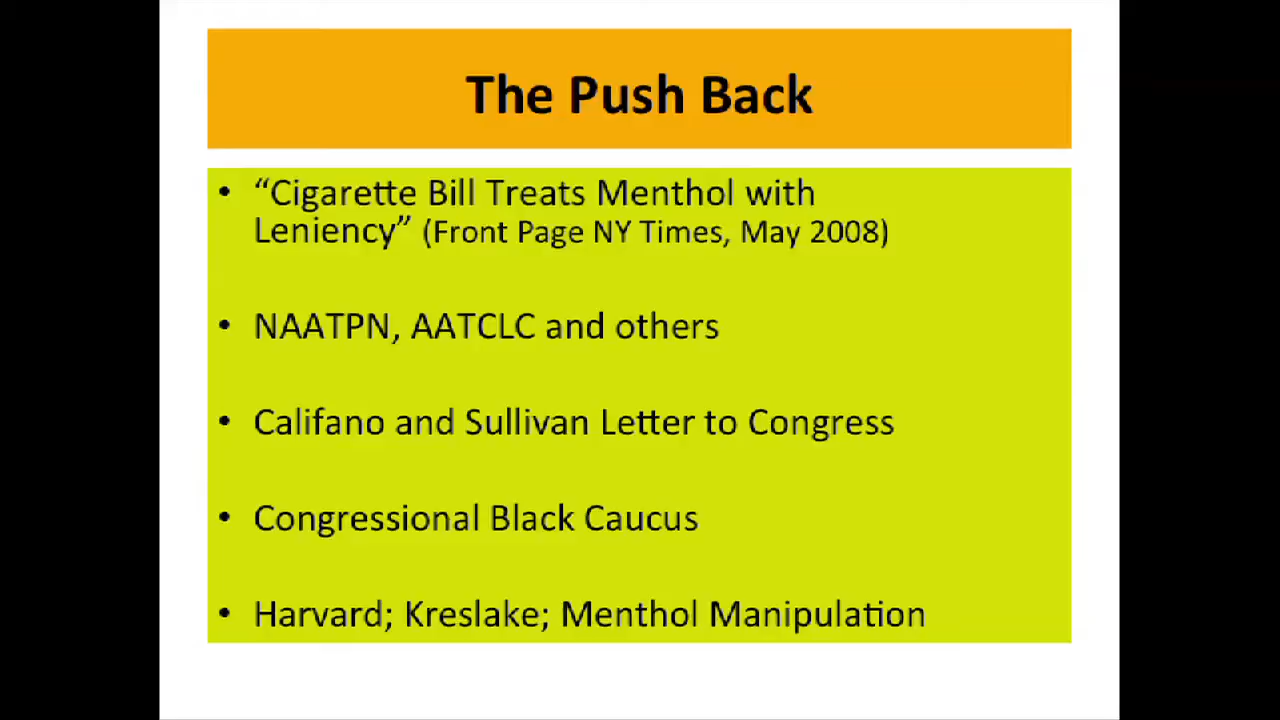 The Push Back
• “Cigarette Bill Treats Menthol with
Leniency” (Front Page NY Times, May 2008)
• NAATPN, AATCLC and others
• Califano and Sullivan Letter to Congress
• Congressional Black Caucus
• Harvard; Kreslake; Menthol Manipulation